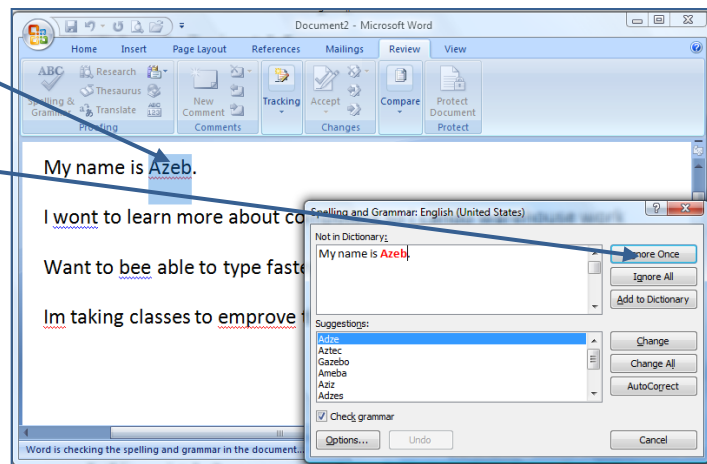 Document2 - Microsoft Word
Home Insert Page Layout References Mailings Review View
ABC Research
Spelling & Grammar Thesaurus
Translate
New Comment
Tracking
Accept
Compare
Protect Document
Proofing Comments Changes Protect
My name is Azeb.
I wont to learn more about
Want to bee able to type
Im taking classes to emprove
Spelling and Grammar: English (United States)
Not in Dictionary:
My name is Azeb.
Ignore Once
Ignore All
Add to Dictionary
Suggestions:
Adze
Aztec
Gazebo
Ameba
Aziz
Adzes
Change
Change All
AutoCorrect
Check grammar
Options... Undo Cancel
Word is checking the spelling and grammar in the document...